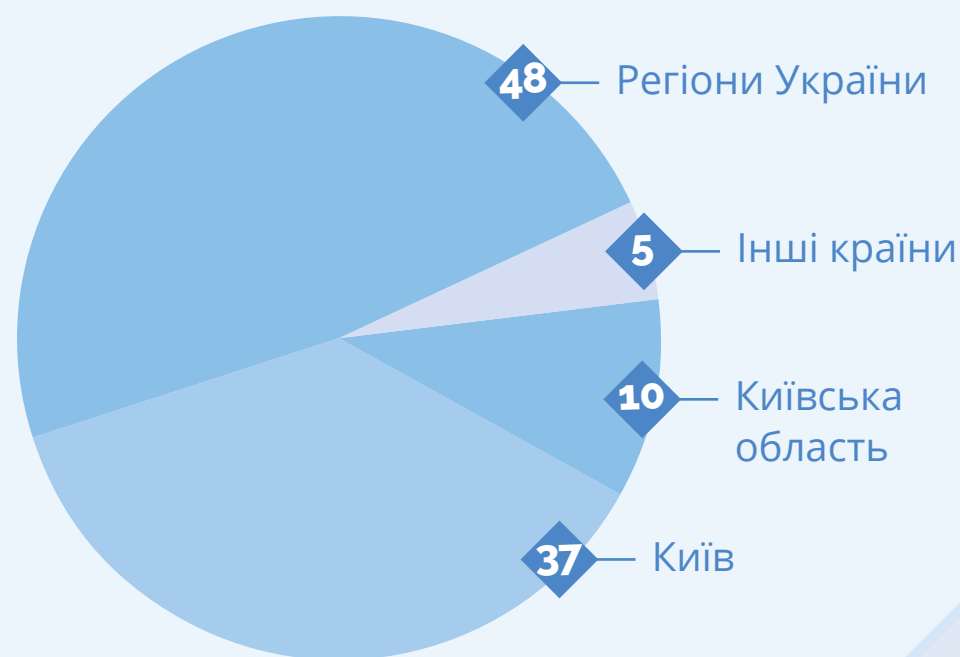 48 Регіони України
5 Інші країни
10 Київська
область
37 Київ